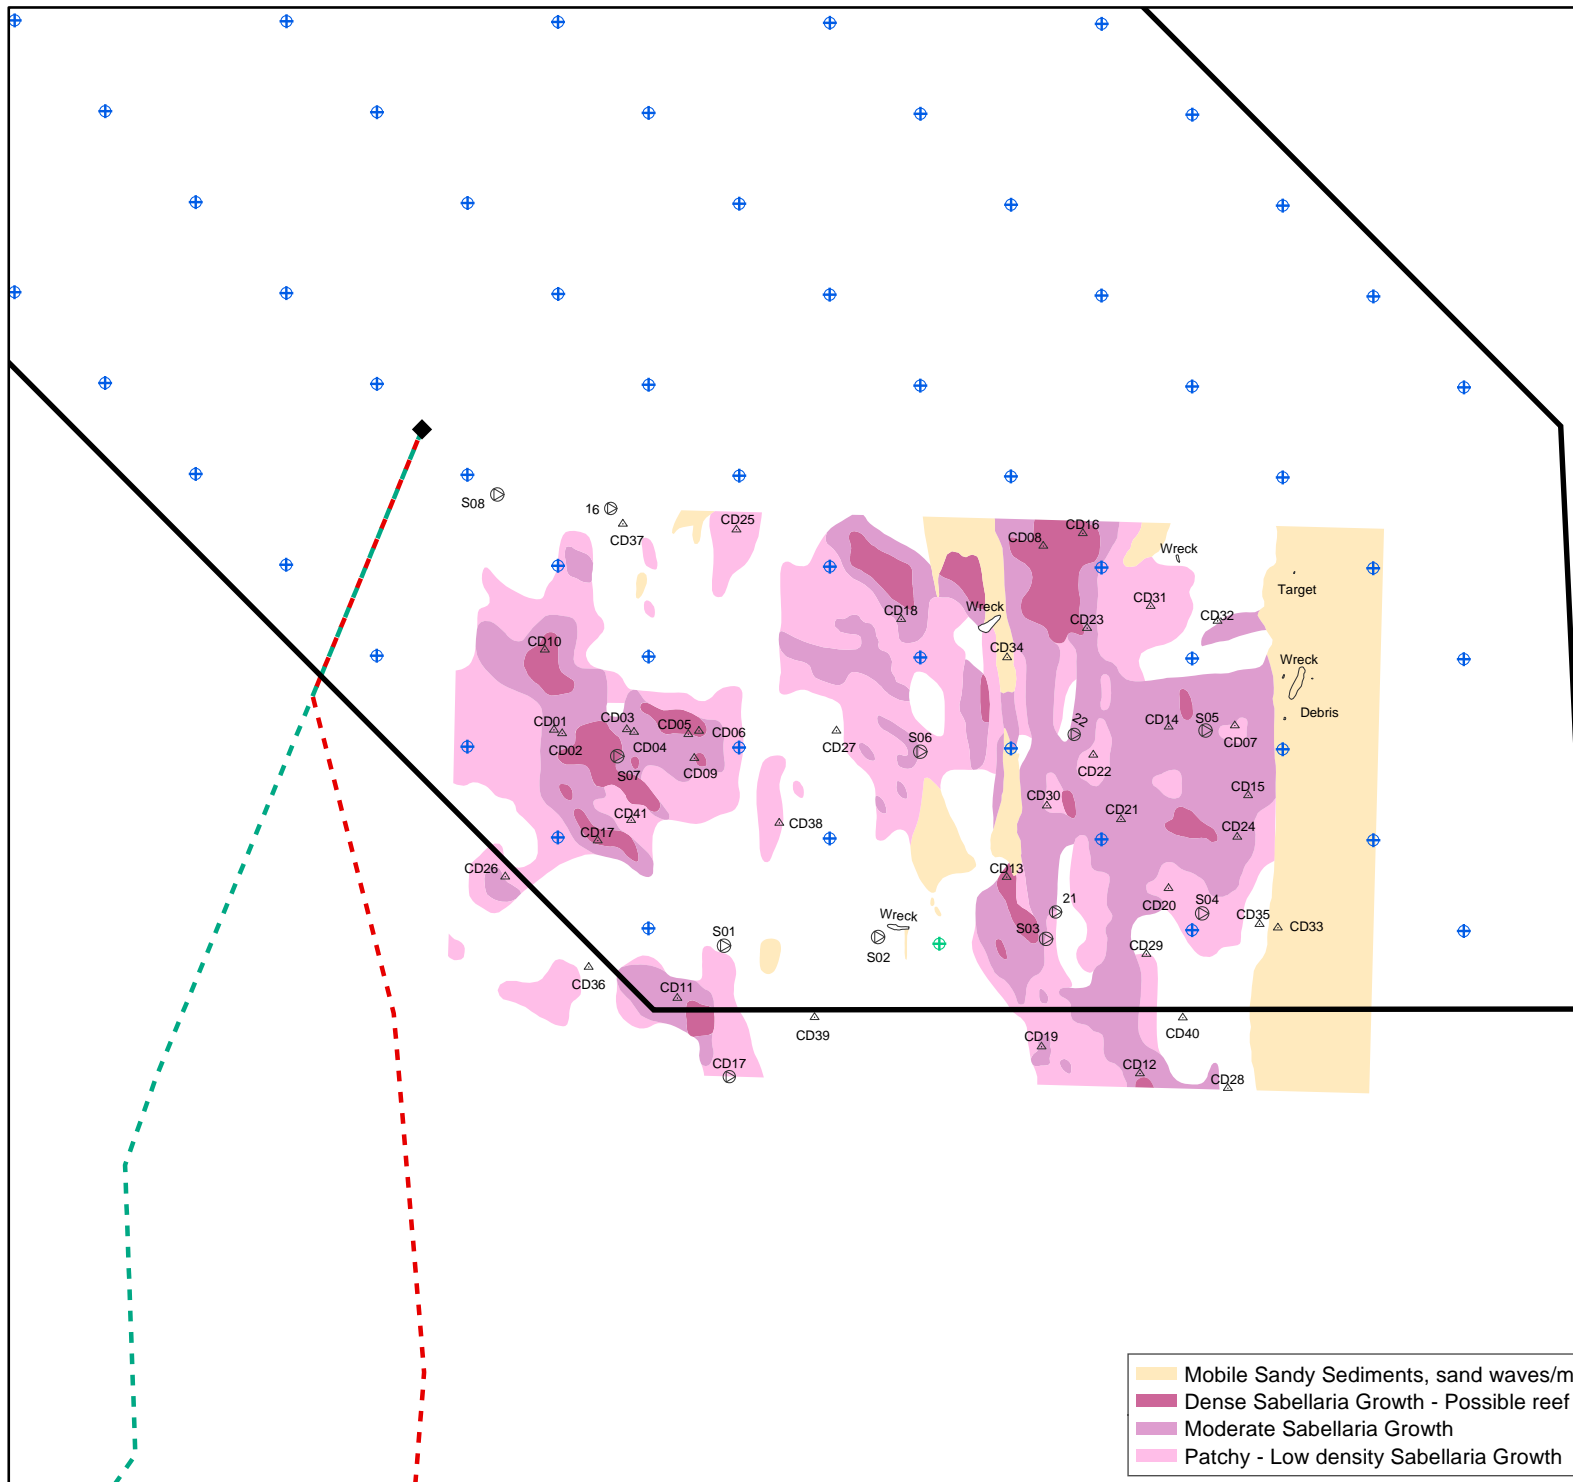 S08
16
CD37
CD25
CD16
CD08
Wreck
Target
CD31
CD32
CD18
Wreck
CD23
CD34
CD10
Wreck
Debris
CD01
CD02
CD03
CD04
CD05
CD06
CD09
S07
CD27
S06
22
CD14
S05
CD07
CD22
CD30
CD15
CD21
CD24
CD41
CD17
CD38
CD26
CD13
CD20
S04
CD35
CD33
21
S03
Wreck
S02
S01
CD29
CD36
CD11
CD39
CD40
CD19
CD12
CD28
CD17
Mobile Sandy Sediments, sand waves/m
Dense Sabellaria Growth - Possible reef
Moderate Sabellaria Growth
Patchy - Low density Sabellaria Growth